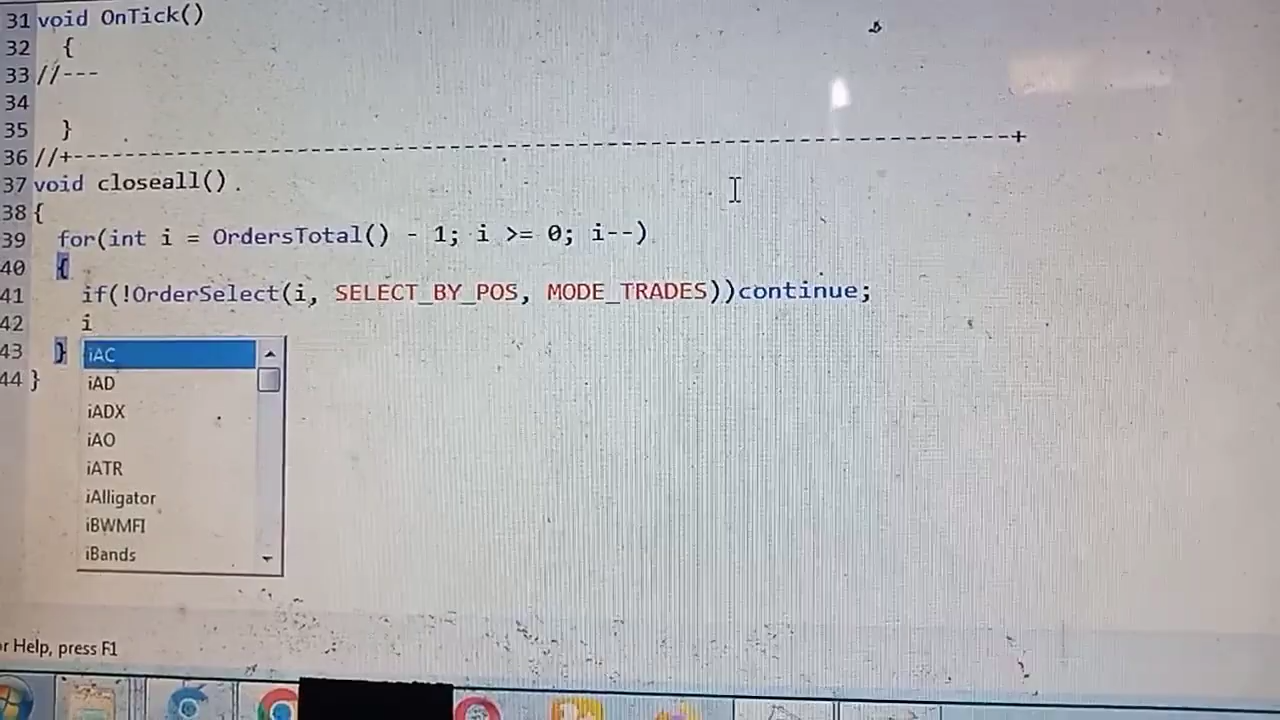 31 void OnTick()
32 {
33 //---
34
35 }
36 //+---------------------------------------------------------------------------+
37 void closeall()
38 {
39 for(int i = OrdersTotal() - 1; i >= 0; i--)
40 {
41 if(!OrderSelect(i, SELECT_BY_POS, MODE_TRADES))continue;
42 i
43 }
44 }
iAC
iAD
iADX
iAO
iATR
iAlligator
iBWMFI
iBands
or Help, press F1